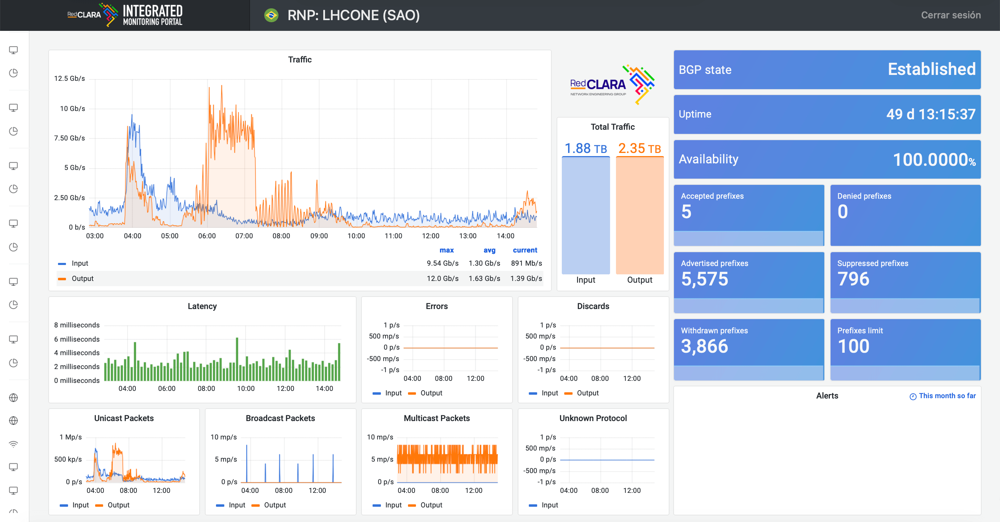 RedCLARA INTEGRATED MONITORING PORTAL
RNP: LHCONE (SAO)
Cerrar sesión
Traffic
12.5 Gb/s
10 Gb/s
7.50 Gb/s
5 Gb/s
2.50 Gb/s
0 b/s
03:00 04:00 05:00 06:00 07:00 08:00 09:00 10:00 11:00 12:00 13:00 14:00
max avg current
Input 9.54 Gb/s 1.30 Gb/s 891 Mb/s
Output 12.0 Gb/s 1.63 Gb/s 1.39 Gb/s
RedCLARA
NETWORK ENGINEERING GROUP
Total Traffic
1.88 TB 2.35 TB
Input Output
BGP state Established
Uptime 49 d 13:15:37
Availability 100.0000%
Accepted prefixes
5
Denied prefixes
0
Advertised prefixes
5,575
Suppressed prefixes
796
Withdrawn prefixes
3,866
Prefixes limit
100
Latency
8 milliseconds
6 milliseconds
4 milliseconds
2 milliseconds
0 milliseconds
04:00 06:00 08:00 10:00 12:00 14:00
Errors
1 p/s
500 mp/s
0 p/s
-500 mp/s
-1 p/s
04:00 08:00 12:00
Input Output
Discards
1 p/s
500 mp/s
0 p/s
-500 mp/s
-1 p/s
04:00 08:00 12:00
Input Output
Alerts
This month so far
Unicast Packets
1 Mp/s
500 kp/s
0 p/s
04:00 08:00 12:00
Input Output
Broadcast Packets
10 mp/s
5 mp/s
0 p/s
04:00 08:00 12:00
Input Output
Multicast Packets
10 mp/s
5 mp/s
0 p/s
04:00 08:00 12:00
Input Output
Unknown Protocol
1 p/s
500 mp/s
0 p/s
-500 mp/s
-1 p/s
04:00 08:00 12:00
Input